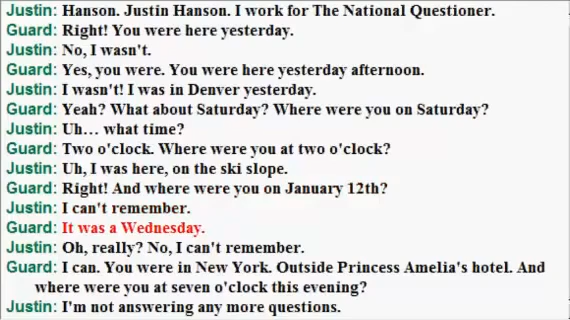 Justin: Hanson. Justin Hanson. I work for The National Questioner.
Guard: Right! You were here yesterday.
Justin: No, I wasn't.
Guard: Yes, you were. You were here yesterday afternoon.
Justin: I wasn't! I was in Denver yesterday.
Guard: Yeah? What about Saturday? Where were you on Saturday?
Justin: Uh… what time?
Guard: Two o'clock. Where were you at two o'clock?
Justin: Uh, I was here, on the ski slope.
Guard: Right! And where were you on January 12th?
Justin: I can't remember.
Guard: It was a Wednesday.
Justin: Oh, really? No, I can't remember.
Guard: I can. You were in New York. Outside Princess Amelia's hotel. And
where were you at seven o'clock this evening?
Justin: I'm not answering any more questions.